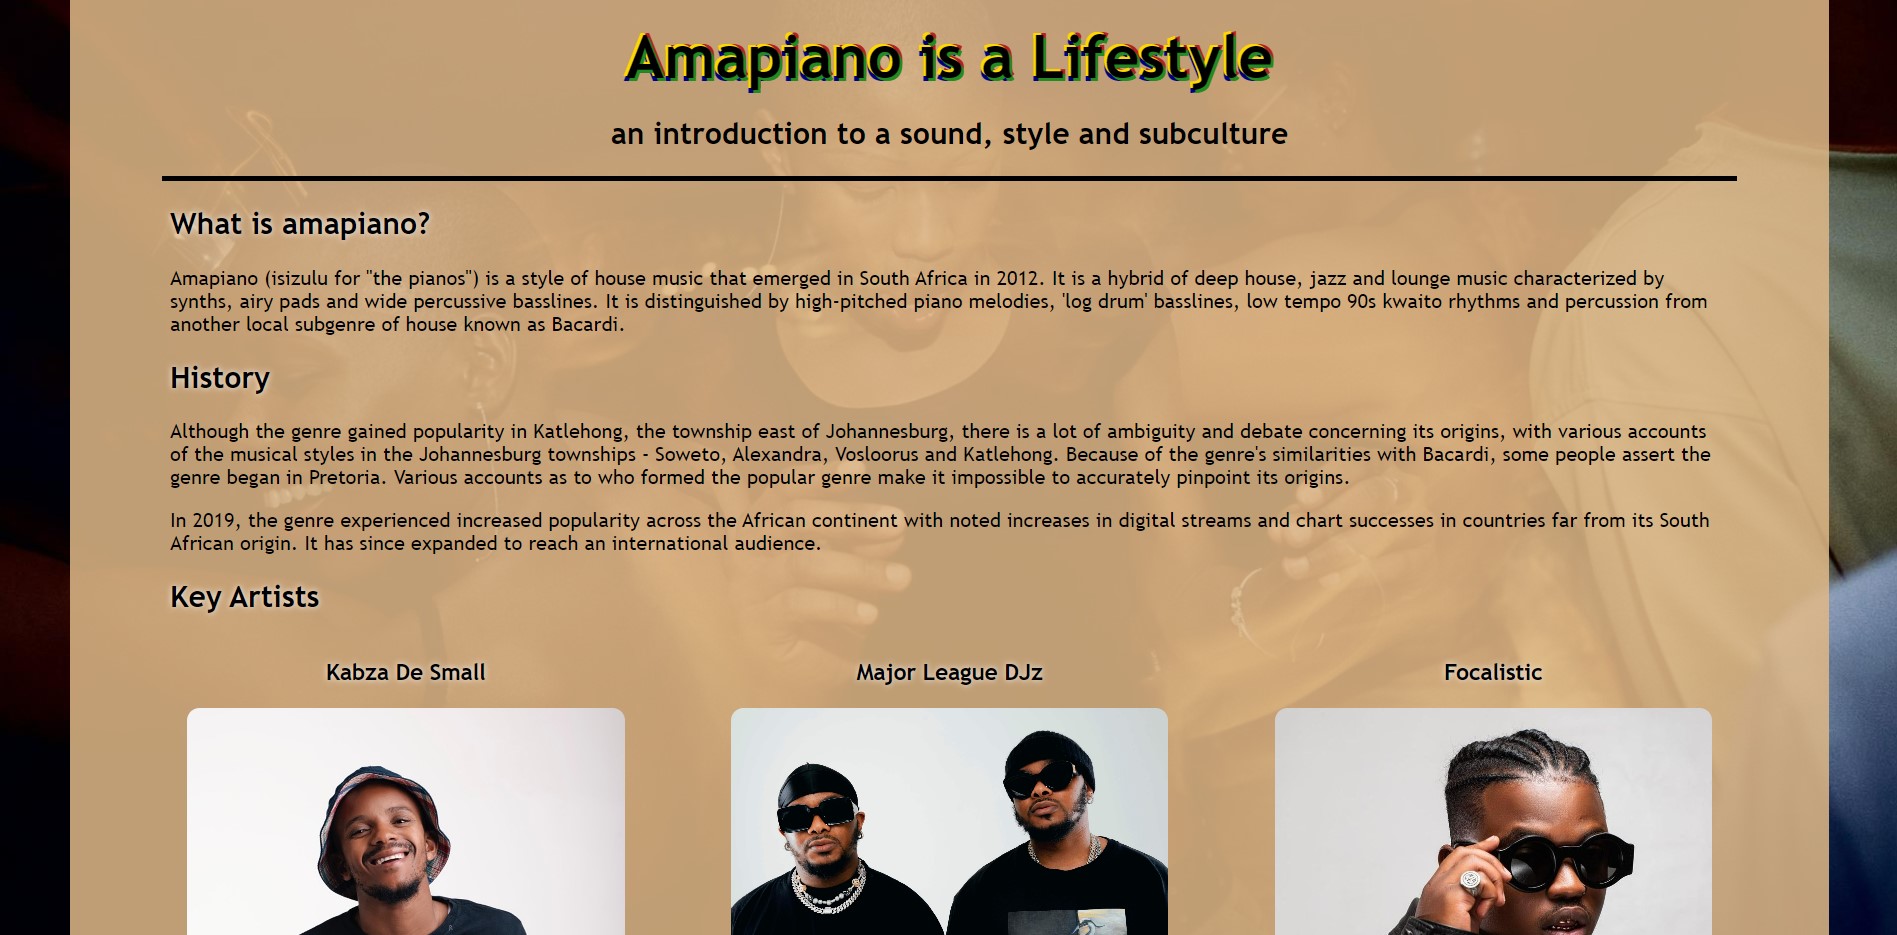 Amapiano is a Lifestyle
an introduction to a sound, style and subculture
What is amapiano?
Amapiano (isizulu for "the pianos") is a style of house music that emerged in South Africa in 2012. It is a hybrid of deep house, jazz and lounge music characterized by
synths, airy pads and wide percussive basslines. It is distinguished by high-pitched piano melodies, 'log drum' basslines, low tempo 90s kwaito rhythms and percussion from
another local subgenre of house known as Bacardi.
History
Although the genre gained popularity in Katlehong, the township east of Johannesburg, there is a lot of ambiguity and debate concerning its origins, with various accounts
of the musical styles in the Johannesburg townships - Soweto, Alexandra, Vosloorus and Katlehong. Because of the genre's similarities with Bacardi, some people assert the
genre began in Pretoria. Various accounts as to who formed the popular genre make it impossible to accurately pinpoint its origins.
In 2019, the genre experienced increased popularity across the African continent with noted increases in digital streams and chart successes in countries far from its South
African origin. It has since expanded to reach an international audience.
Key Artists
Kabza De Small
Major League DJz
Focalistic